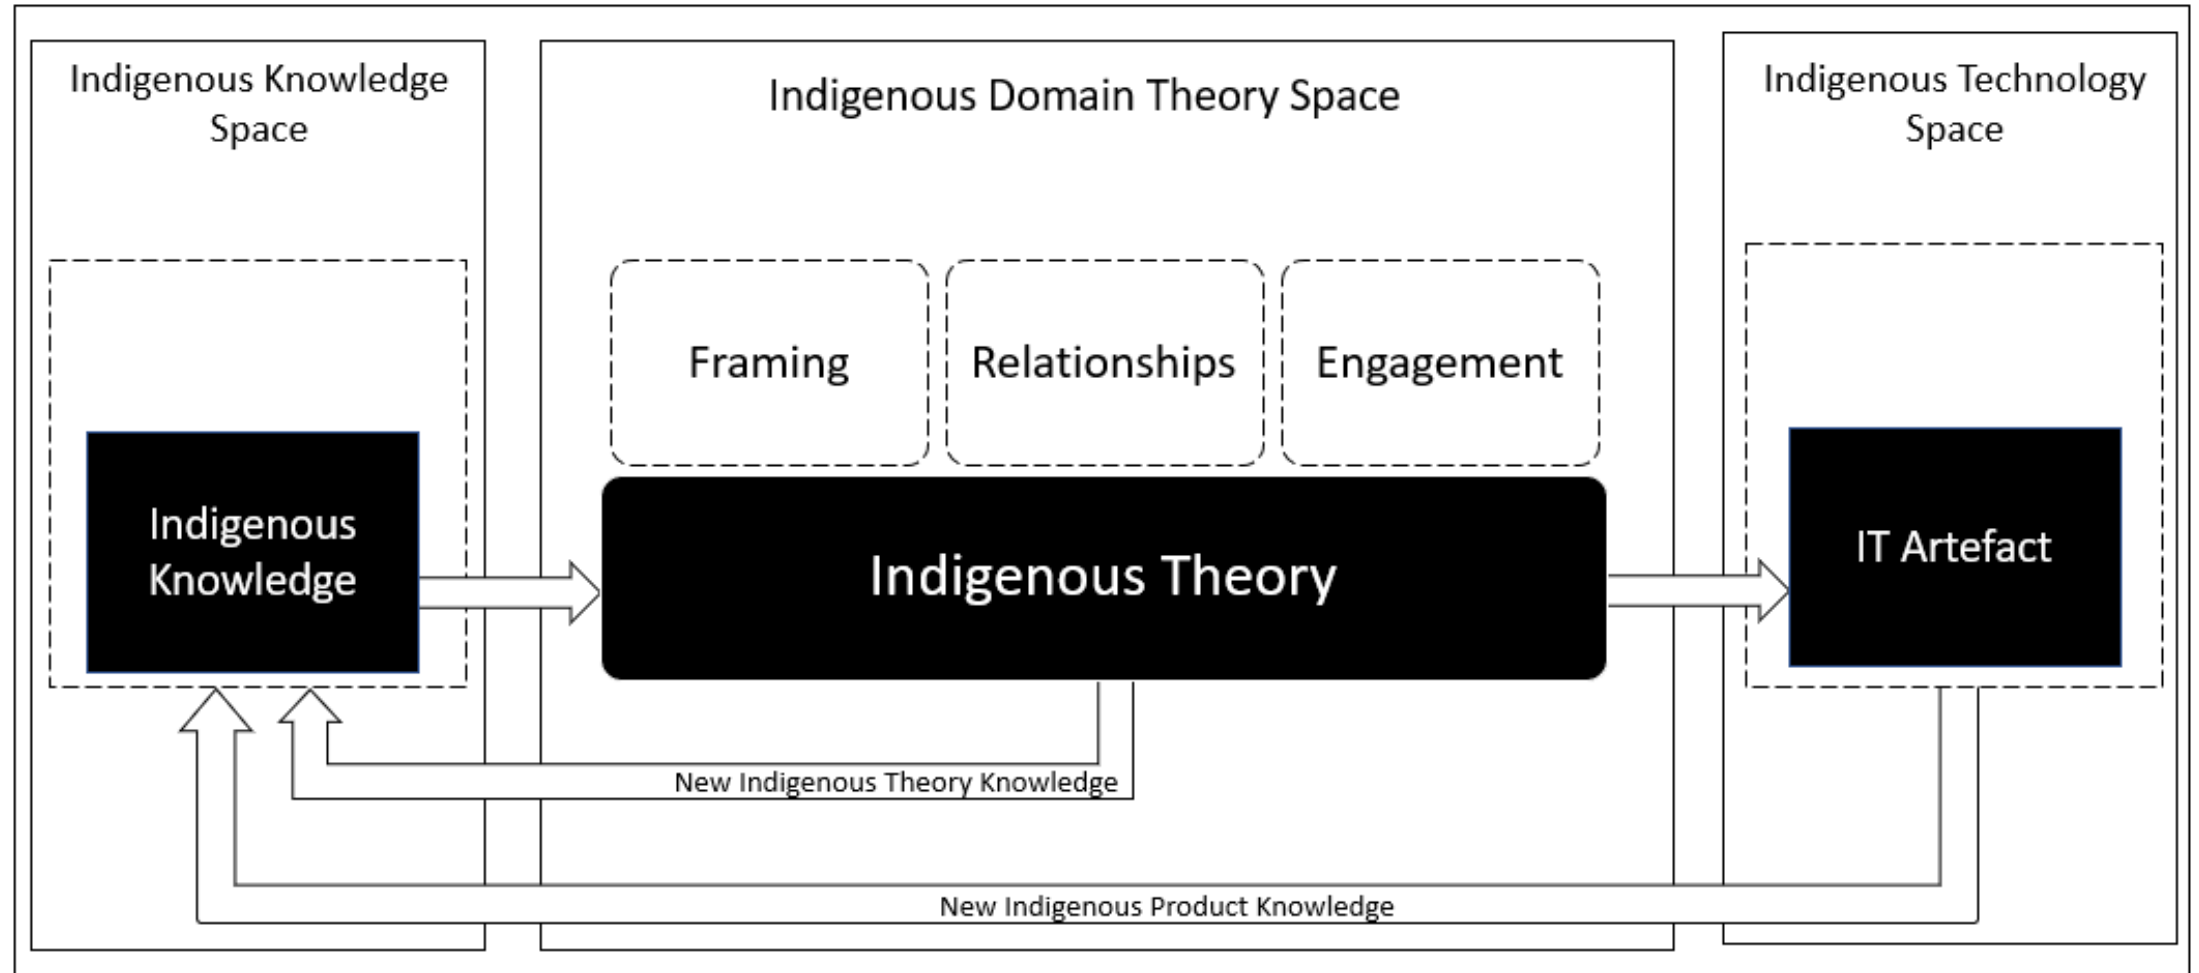 Indigenous Knowledge
Space
Indigenous Domain Theory Space
Indigenous Technology
Space
Framing
Relationships
Engagement
Indigenous
Knowledge
Indigenous Theory
IT Artefact
New Indigenous Theory Knowledge
New Indigenous Product Knowledge